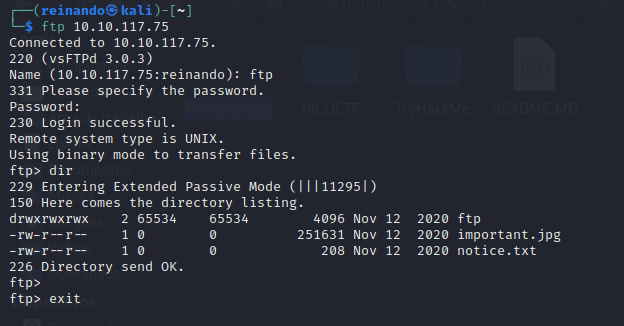 ┌──(reinando㉿kali)-[~]
└─$ ftp 10.10.117.75
Connected to 10.10.117.75.
220 (vsFTPd 3.0.3)
Name (10.10.117.75:reinando): ftp
331 Please specify the password.
Password:
230 Login successful.
Remote system type is UNIX.
Using binary mode to transfer files.
ftp> dir
229 Entering Extended Passive Mode (|||11295|)
150 Here comes the directory listing.
drwxrwxrwx    2 65534    65534        4096 Nov 12  2020 ftp
-rw-r--r--    1 0        0          251631 Nov 12  2020 important.jpg
-rw-r--r--    1 0        0             208 Nov 12  2020 notice.txt
226 Directory send OK.
ftp>
ftp> exit
Ferramentas
PICOCTF
TryHackMe
README.MD